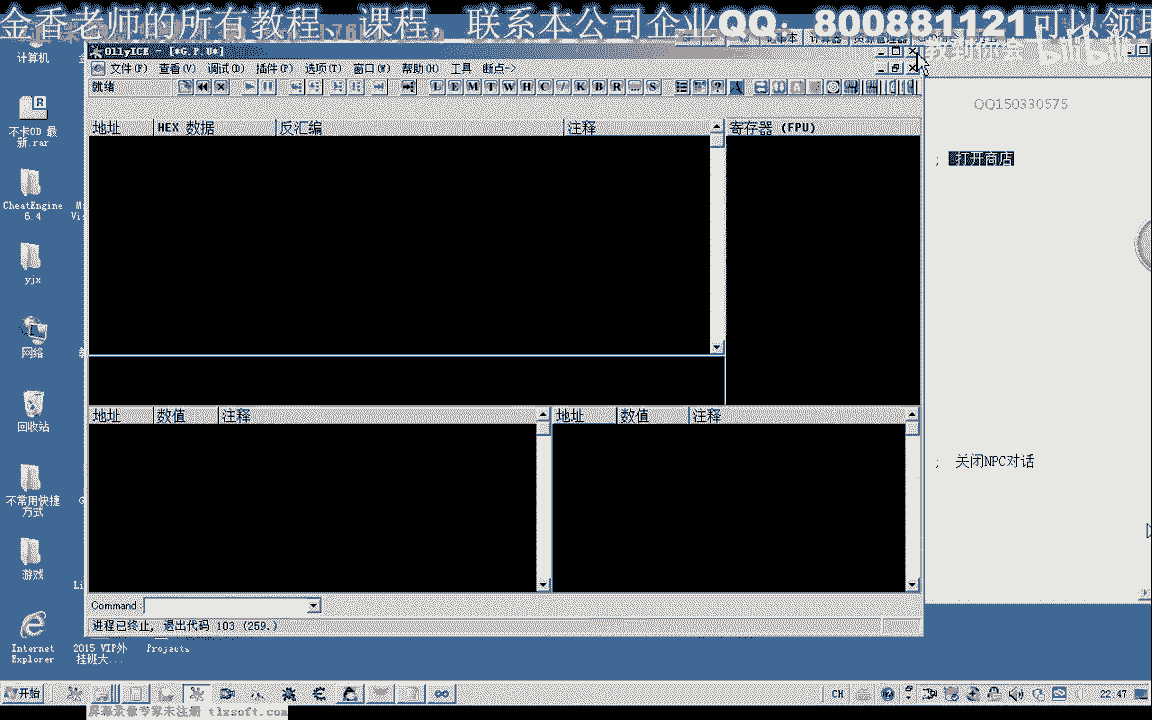 金香老师的所有教程、课程，联系本公司企业QQ：800881121可以领取
OllyICE - [*G.P.U*]
文件(F) 查看(V) 调试(D) 插件(P) 选项(T) 窗口(W) 帮助(H) 工具 断点->
就绪
L E M T W H C / K B R ... S
地址 HEX 数据 反汇编 注释 寄存器 (FPU)
地址 数值 注释 地址 数值 注释
Command:
进程已终止, 退出代码 103 (259.)
计算机
不卡OD 最新.rar
CheatEngine 6.4
yjx
网络
回收站
不常用快捷方式
游戏
Internet Explorer
2015 VIP外挂班大...
Projects
QQ150330575
; 打开商店
; 关闭NPC对话
bilibili
开始
CH
22:47
屏幕录像专家未注册 tlxsoft.com